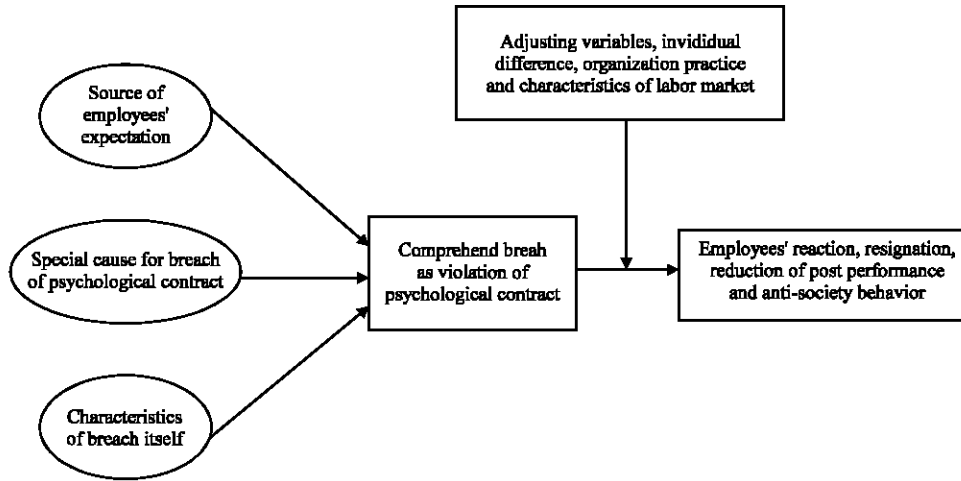 Adjusting variables, invididual
difference, organization practice
and characteristics of labor market
Source of
employees'
expectation
Special cause for breach
of psychological contract
Comprehend breah
as violation of
psychological contract
Employees' reaction, resignation,
reduction of post performance
and anti-society behavior
Characteristics
of breach itself